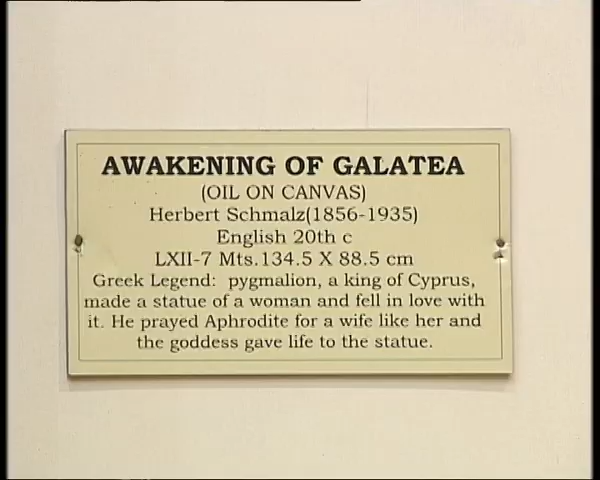 AWAKENING OF GALATEA
(OIL ON CANVAS)
Herbert Schmalz(1856-1935)
English 20th c
LXII-7 Mts.134.5 X 88.5 cm
Greek Legend: pygmalion, a king of Cyprus,
made a statue of a woman and fell in love with
it. He prayed Aphrodite for a wife like her and
the goddess gave life to the statue.